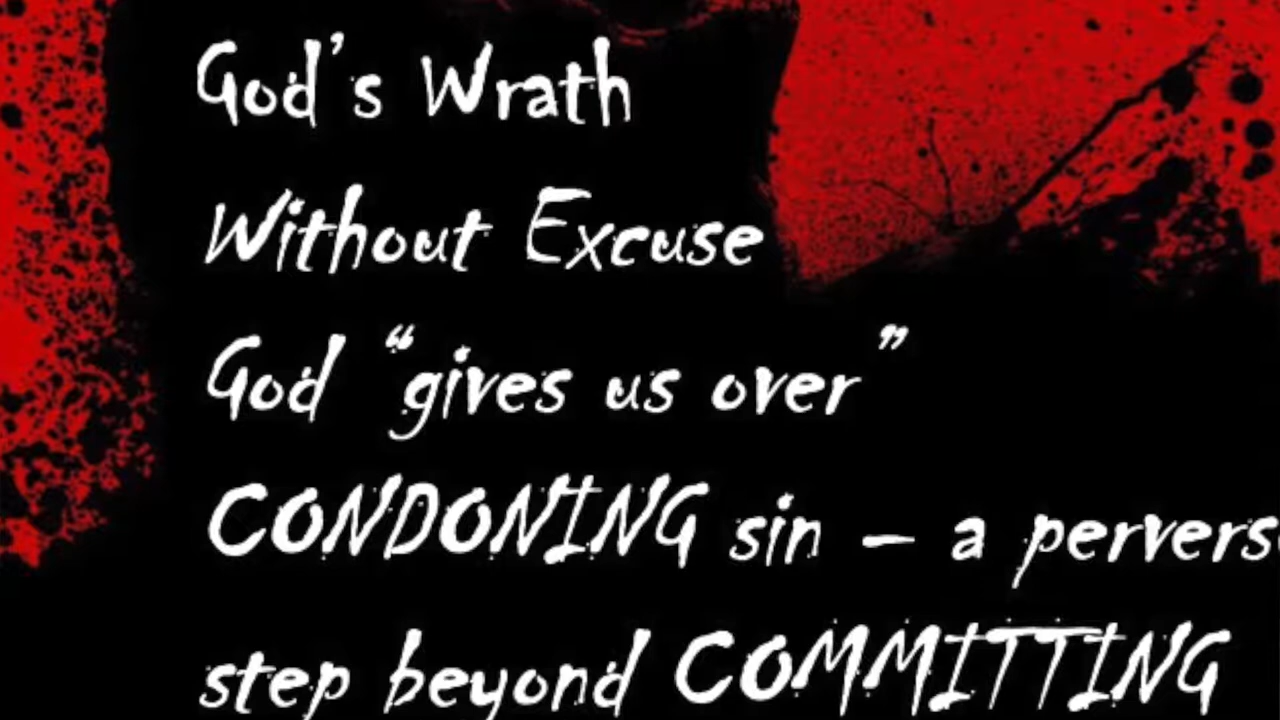 God’s Wrath
Without Excuse
God “gives us over”
CONDONING sin – a pervers
step beyond COMMITTING